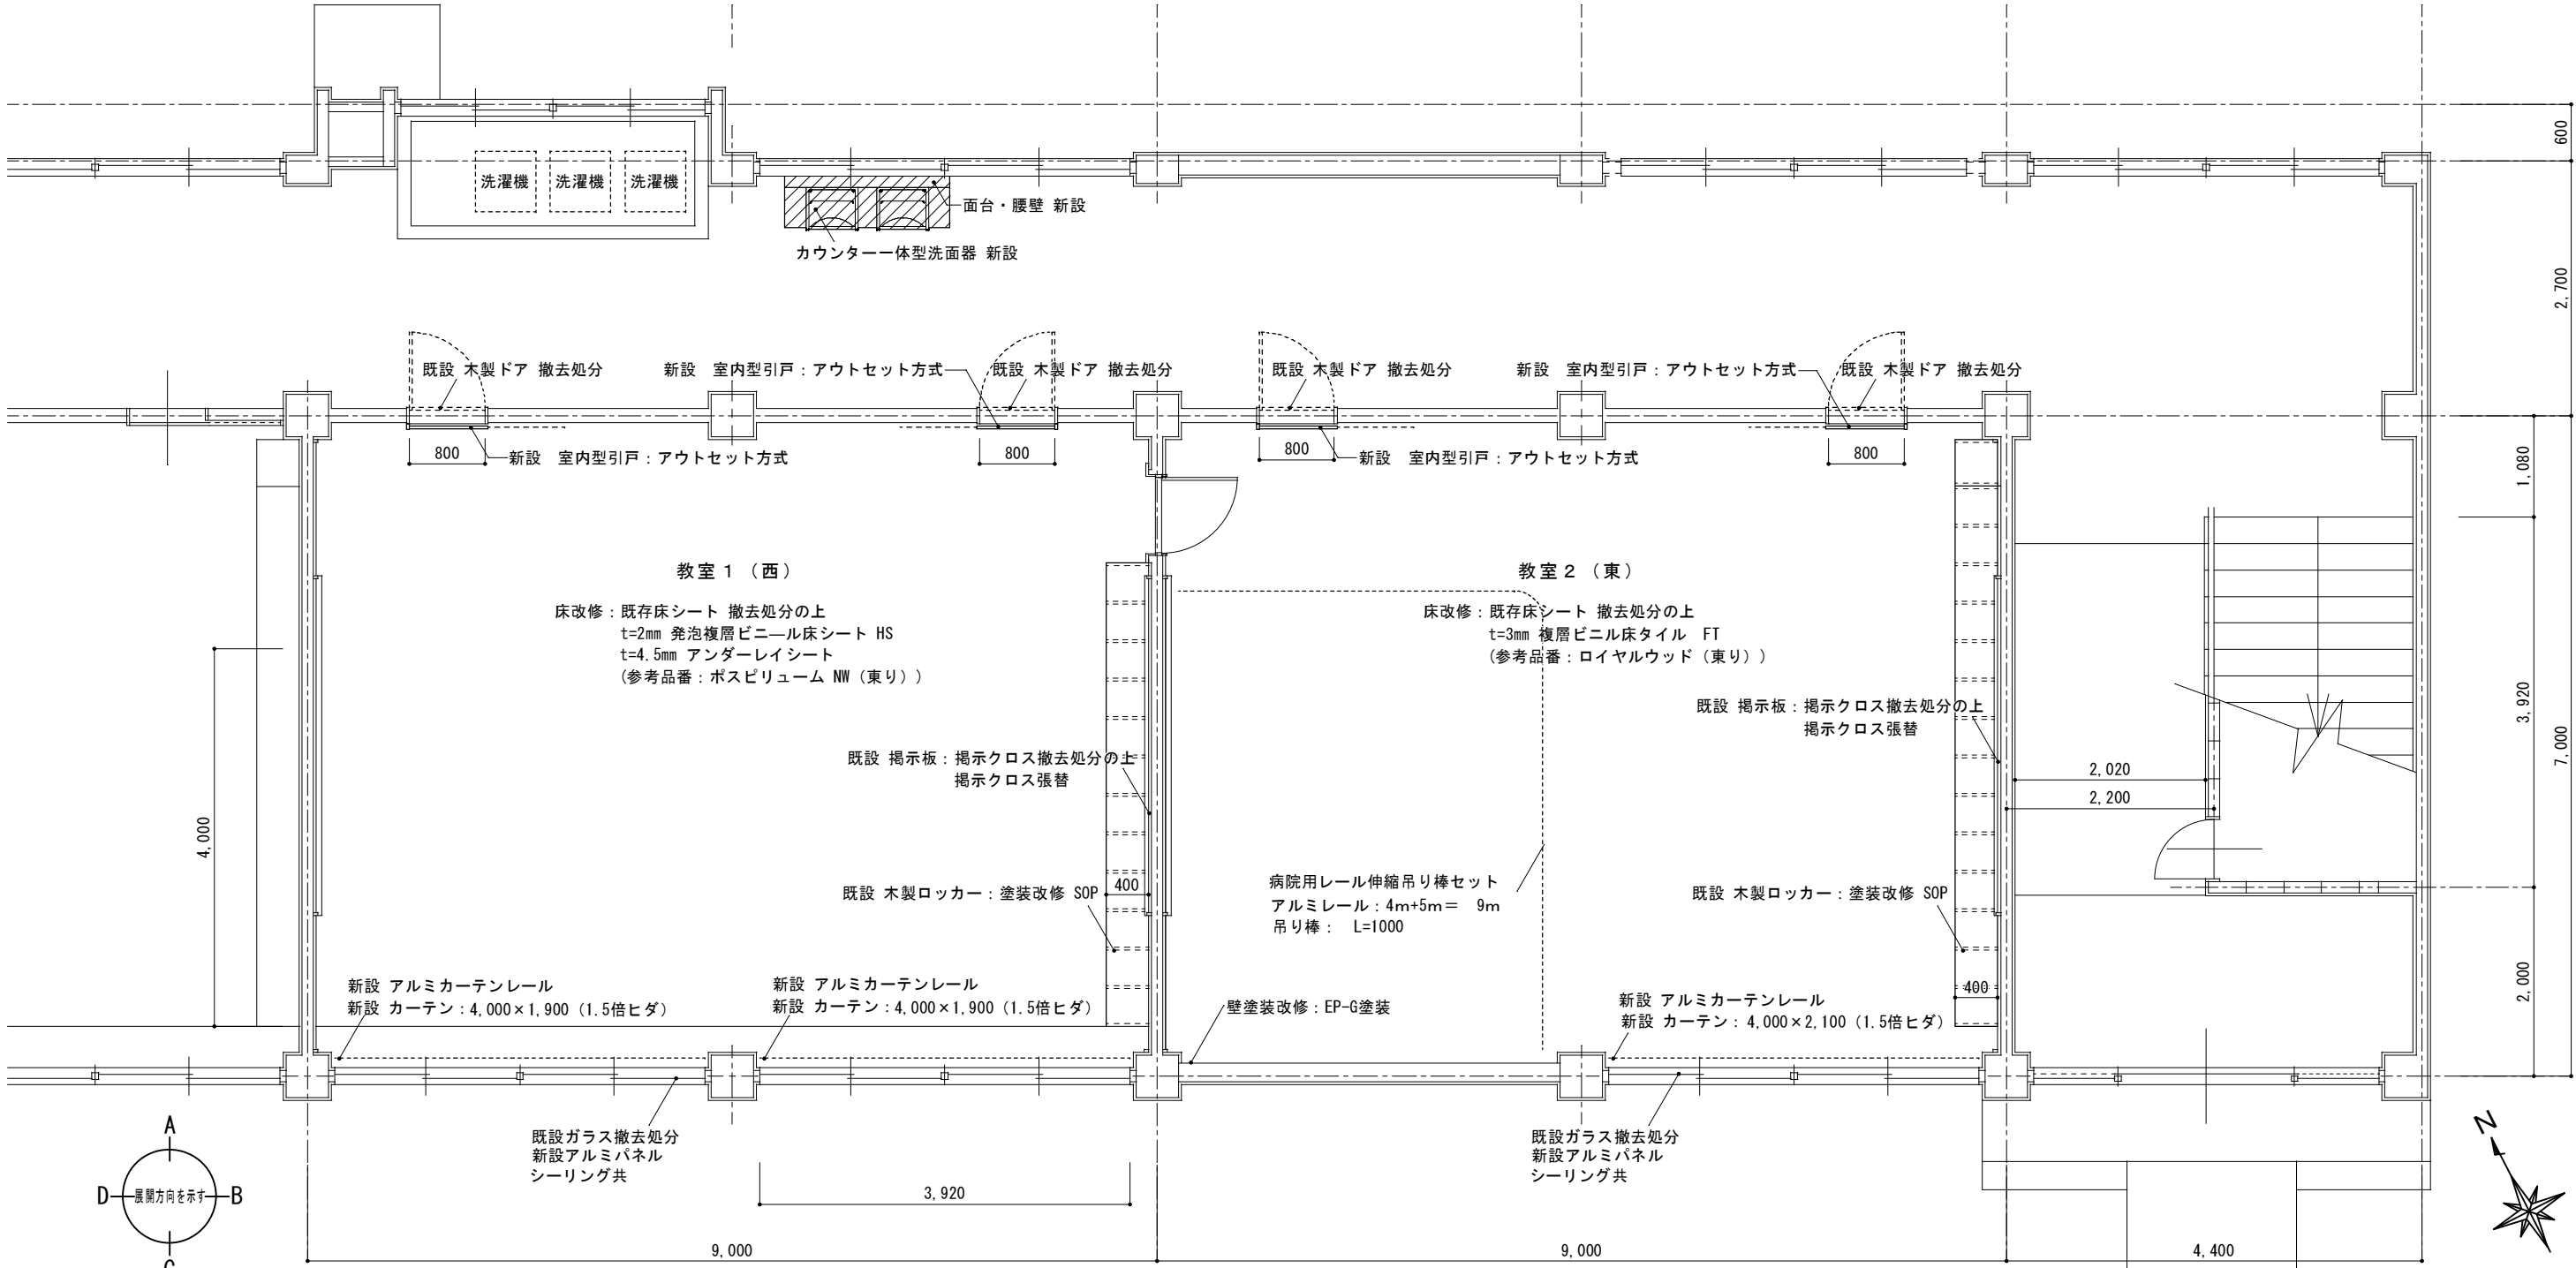 600
洗濯機 洗濯機 洗濯機
面台・腰壁 新設
カウンター一体型洗面器 新設
2,700
既設 木製ドア 撤去処分
新設 室内型引戸：アウトセット方式
既設 木製ドア 撤去処分
既設 木製ドア 撤去処分
新設 室内型引戸：アウトセット方式
既設 木製ドア 撤去処分
800
新設 室内型引戸：アウトセット方式
800
800
新設 室内型引戸：アウトセット方式
800
1,080
教室１（西）
床改修：既存床シート 撤去処分の上
t=2mm 発泡複層ビニ―ル床シート HS
t=4.5mm アンダーレイシート
(参考品番：ポスピリューム NW（東り）)
教室２（東）
床改修：既存床シート 撤去処分の上
t=3mm 複層ビニル床タイル FT
(参考品番：ロイヤルウッド（東り）)
既設 掲示板：掲示クロス撤去処分の上
掲示クロス張替
既設 掲示板：掲示クロス撤去処分の上
掲示クロス張替
3,920
7,000
2,020
2,200
4,000
既設 木製ロッカー：塗装改修 SOP
400
病院用レール伸縮吊り棒セット
アルミレール：4m+5m＝ 9m
吊り棒： L=1000
既設 木製ロッカー：塗装改修 SOP
400
2,000
新設 アルミカーテンレール
新設 カーテン：4,000×1,900（1.5倍ヒダ）
新設 アルミカーテンレール
新設 カーテン：4,000×1,900（1.5倍ヒダ）
壁塗装改修：EP-G塗装
新設 アルミカーテンレール
新設 カーテン：4,000×2,100（1.5倍ヒダ）
既設ガラス撤去処分
新設アルミパネル
シーリング共
既設ガラス撤去処分
新設アルミパネル
シーリング共
A
D 展開方向を示す B
C
3,920
N
9,000
9,000
4,400